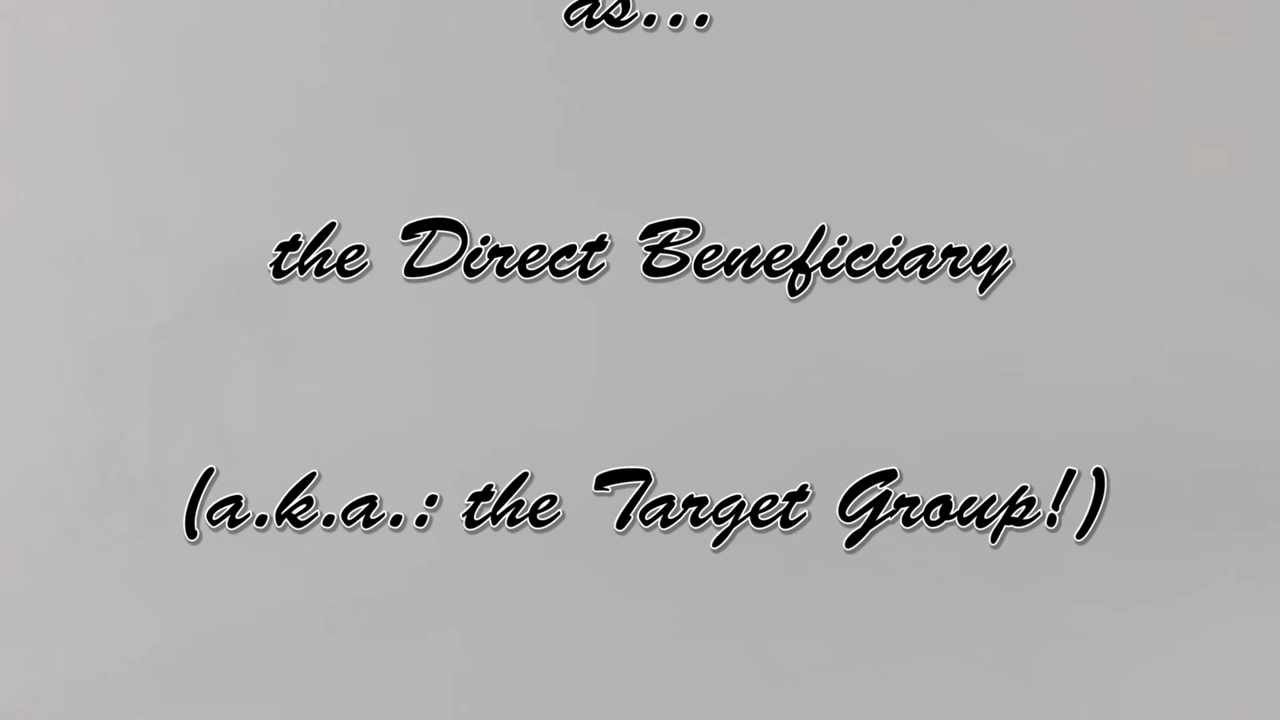 as...
the Direct Beneficiary
(a.k.a.: the Target Group!)